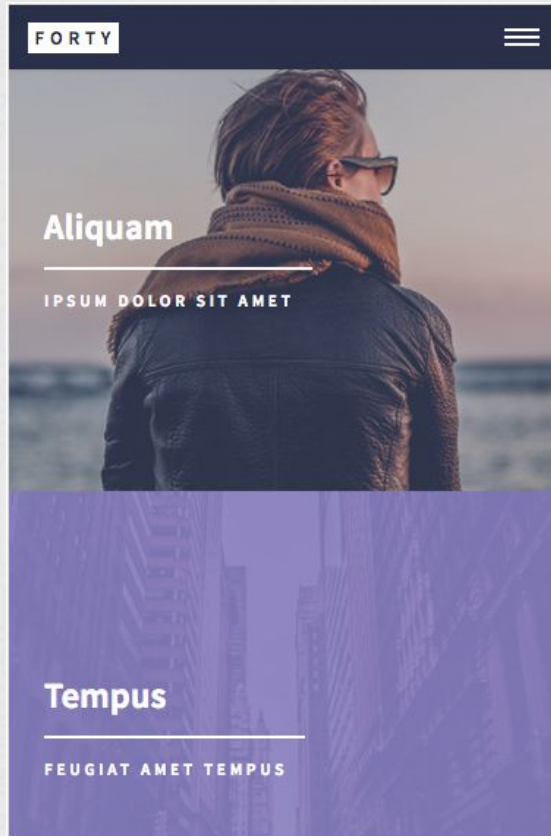 FORTY
Aliquam
IPSUM DOLOR SIT AMET
Tempus
FEUGIAT AMET TEMPUS